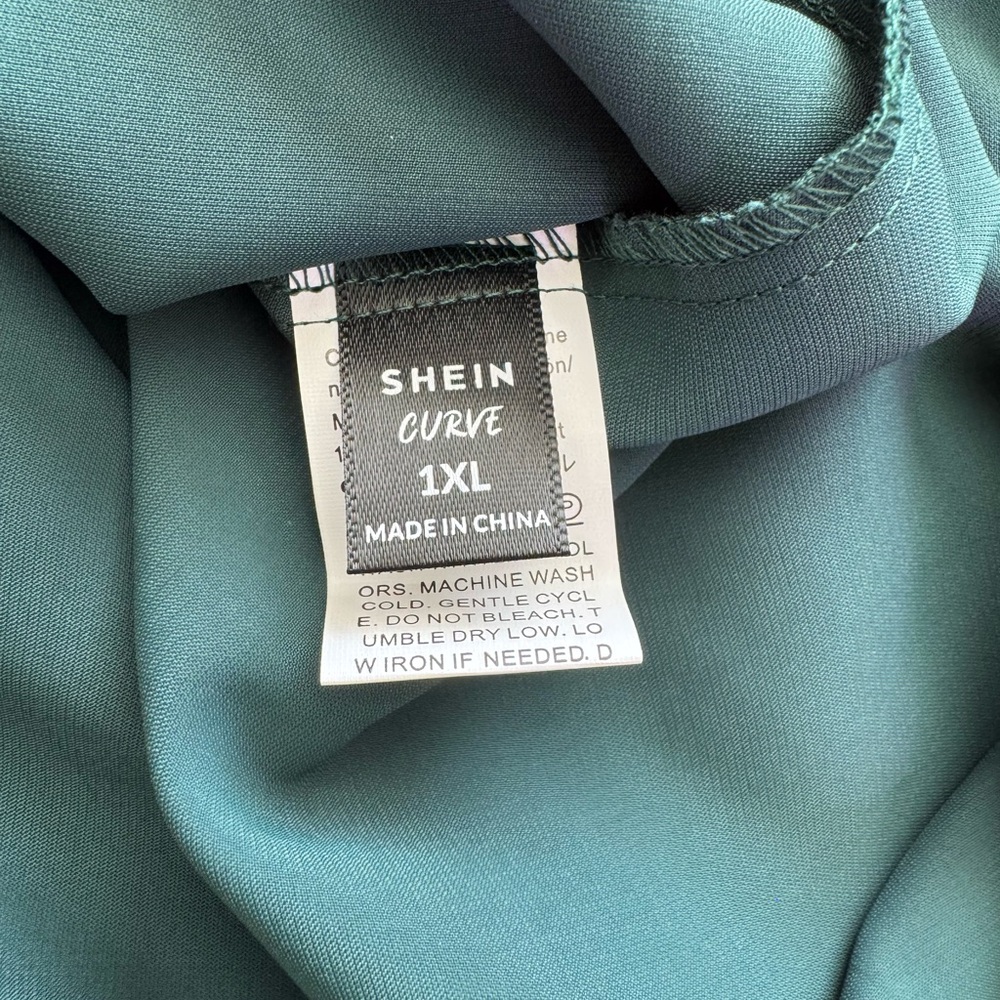 SHEIN
CURVE
1XL
MADE IN CHINA
ORS. MACHINE WASH
COLD. GENTLE CYCL
E. DO NOT BLEACH. T
UMBLE DRY LOW. LO
W IRON IF NEEDED. D